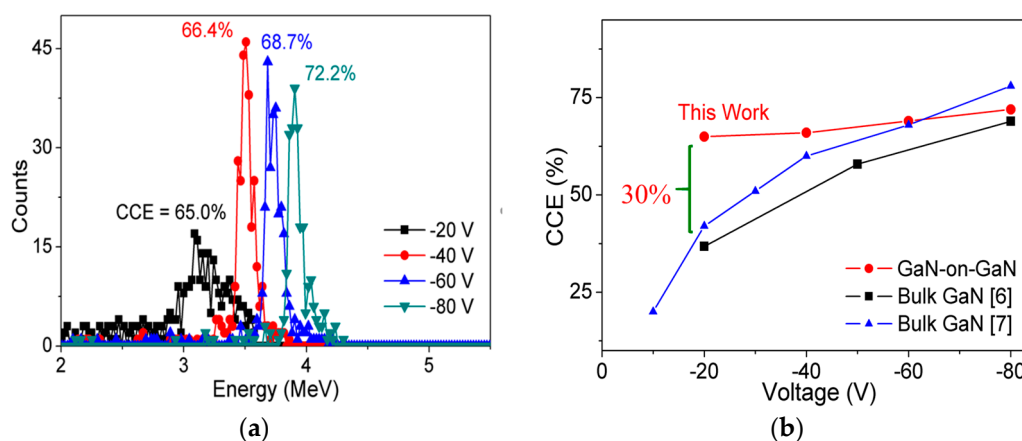 66.4%
68.7%
72.2%
CCE = 65.0%
-20 V
-40 V
-60 V
-80 V
45
30
15
0
Counts
2 3 4 5
Energy (MeV)
(a)
This Work
30%
GaN-on-GaN
Bulk GaN [6]
Bulk GaN [7]
75
50
25
CCE (%)
0 -20 -40 -60 -80
Voltage (V)
(b)